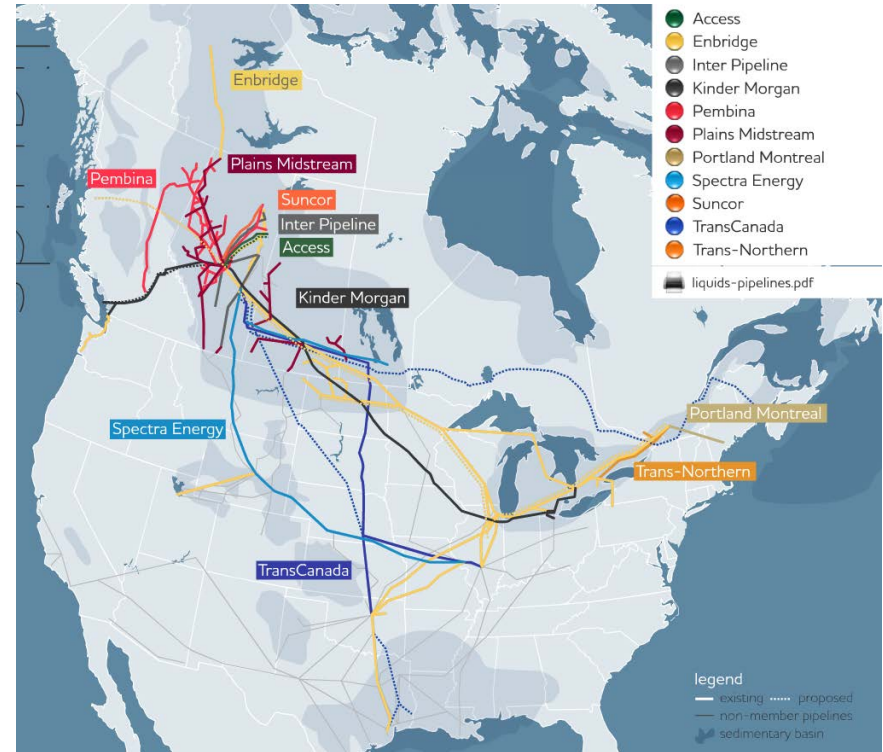 Access
Enbridge
Inter Pipeline
Kinder Morgan
Pembina
Plains Midstream
Portland Montreal
Spectra Energy
Suncor
TransCanada
Trans-Northern
liquids-pipelines.pdf
Enbridge
Plains Midstream
Pembina
Suncor
Inter Pipeline
Access
Kinder Morgan
Spectra Energy
Portland Montreal
Trans-Northern
TransCanada
legend
existing proposed
non-member pipelines
sedimentary basin